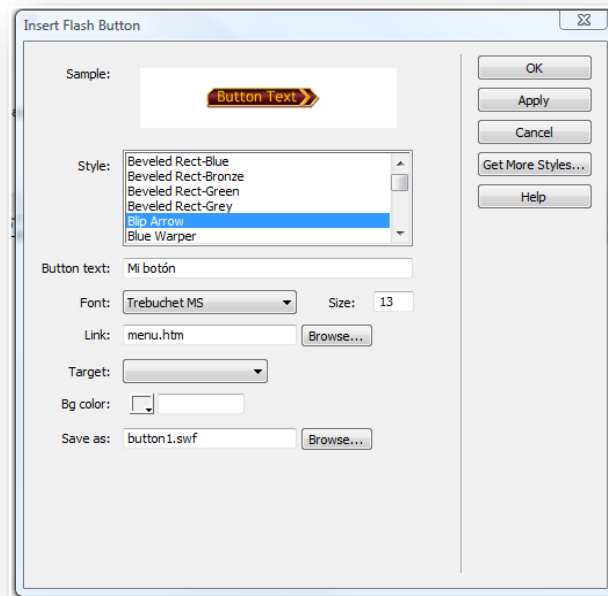 Insert Flash Button
Sample:
Button Text
Style:
Beveled Rect-Blue
Beveled Rect-Bronze
Beveled Rect-Green
Beveled Rect-Grey
Blip Arrow
Blue Warper
Button text: Mi botón
Font: Trebuchet MS Size: 13
Link: menu.htm Browse...
Target:
Bg color:
Save as: button1.swf Browse...
OK
Apply
Cancel
Get More Styles...
Help